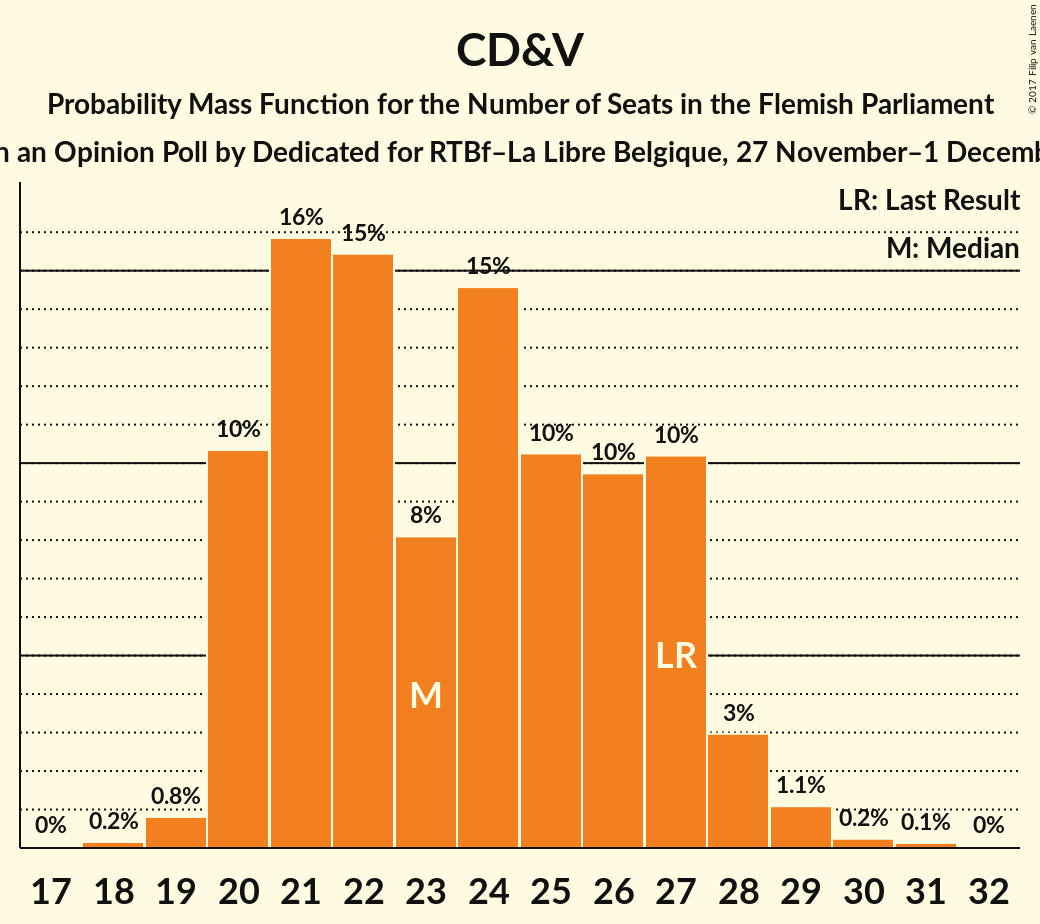 CD&V
Probability Mass Function for the Number of Seats in the Flemish Parliament
an Opinion Poll by Dedicated for RTBf–La Libre Belgique, 27 November–1
LR: Last Result
M: Median
16%
15%
15%
10%
10%
10%
10%
8%
LR
M
3%
1.1%
0.8%
0.2%
0.2%
0.1%
0%
0%
17 18 19 20 21 22 23 24 25 26 27 28 29 30 31 32
© 2017 Filip van Laenen